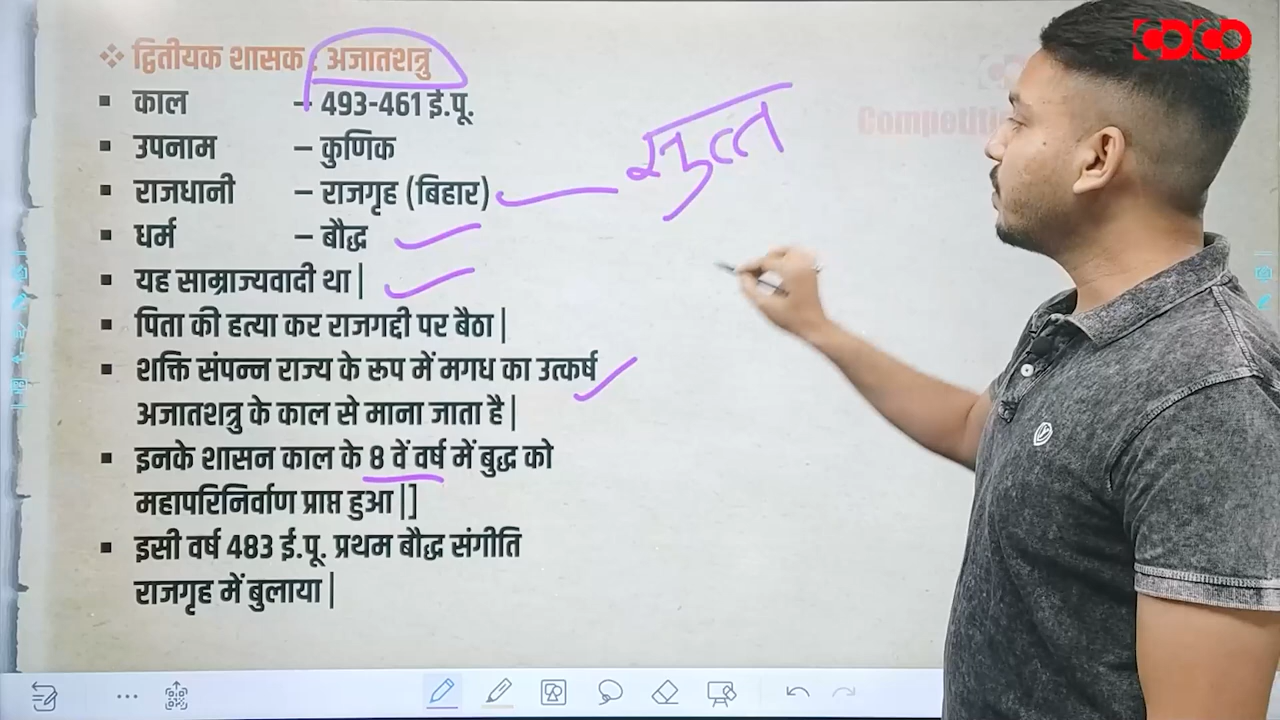 ❖ द्वितीयक शासक : अजातशत्रु
▪ काल – 493-461 ई.पू.
▪ उपनाम – कुणिक
▪ राजधानी – राजगृह (बिहार)
सुत्त
▪ धर्म – बौद्ध
▪ यह साम्राज्यवादी था |
▪ पिता की हत्या कर राजगद्दी पर बैठा |
▪ शक्ति संपन्न राज्य के रूप में मगध का उत्कर्ष
अजातशत्रु के काल से माना जाता है |
▪ इनके शासन काल के 8 वें वर्ष में बुद्ध को
महापरिनिर्वाण प्राप्त हुआ |]
▪ इसी वर्ष 483 ई.पू. प्रथम बौद्ध संगीति
राजगृह में बुलाया |